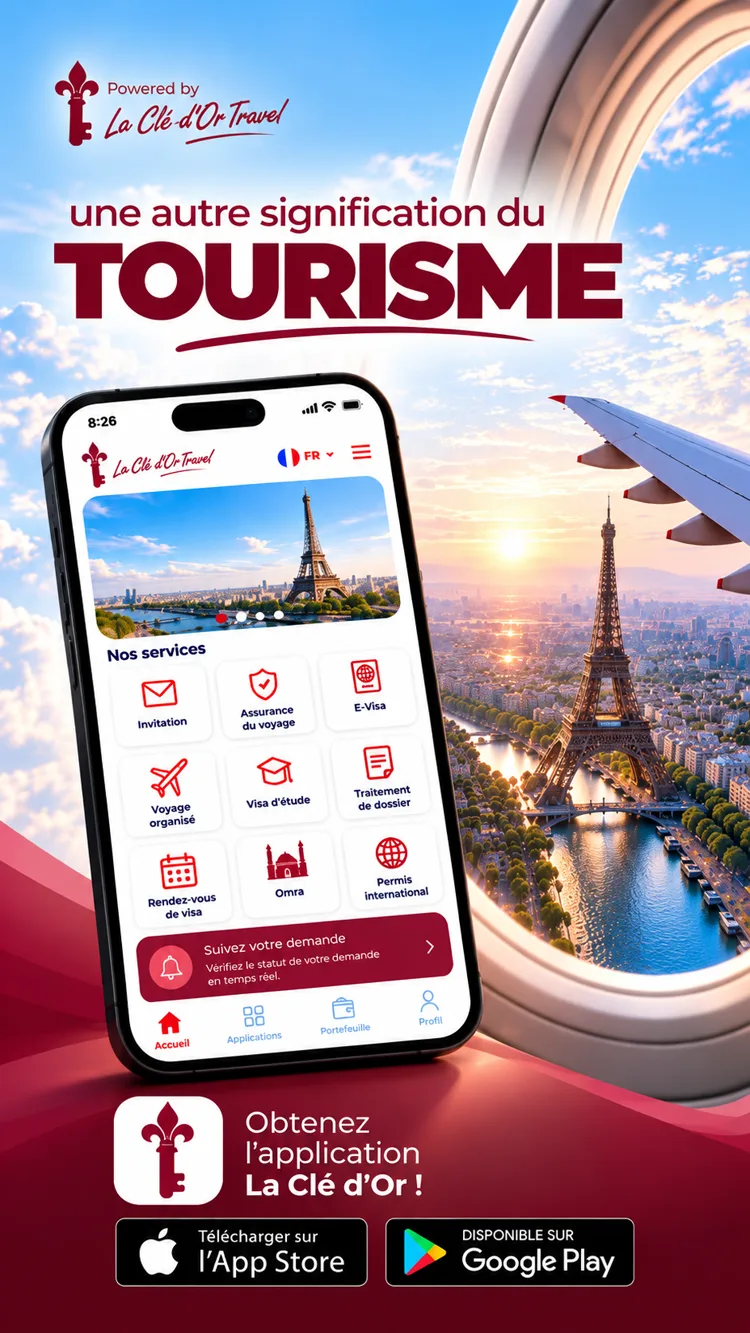 Powered by
La Clé d'Or Travel
une autre signification du
TOURISME
8:26
La Clé d'Or Travel
FR
Nos services
Invitation
Assurance
du voyage
E-Visa
Voyage
organisé
Visa d'étude
Traitement
de dossier
Rendez-vous
de visa
Omra
Permis
international
Suivez votre demande
Vérifiez le statut de votre demande
en temps réel.
Accueil
Applications
Portefeuille
Profil
Obtenez
l'application
La Clé d'Or !
Télécharger sur
l'App Store
DISPONIBLE SUR
Google Play